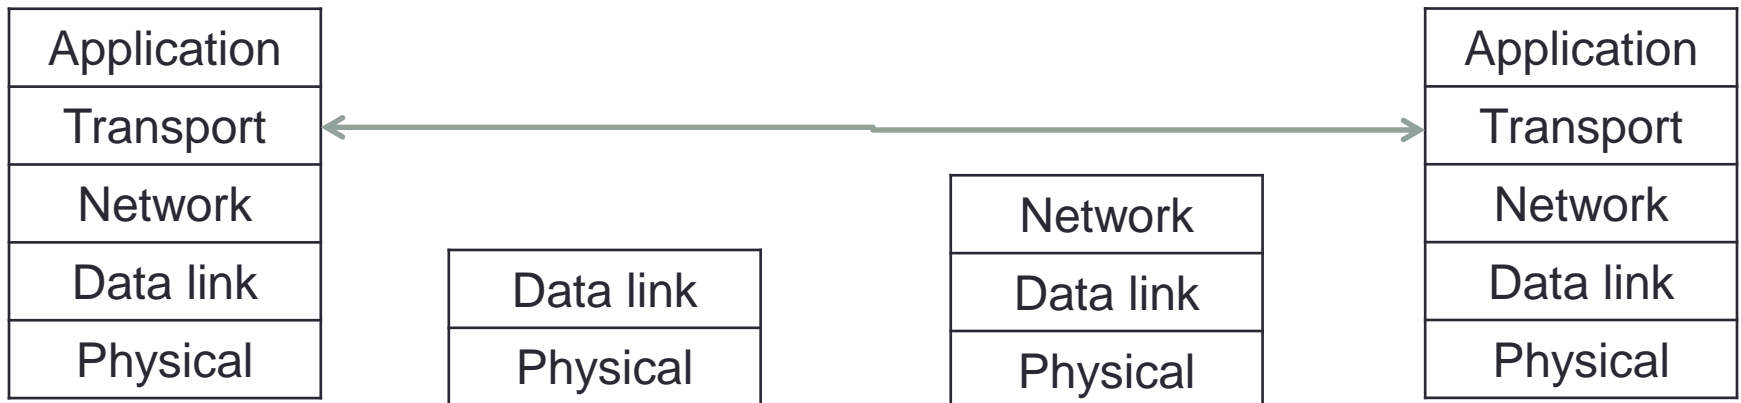 Application
Transport
Network
Data link
Physical
Data link
Physical
Network
Data link
Physical
Application
Transport
Network
Data link
Physical